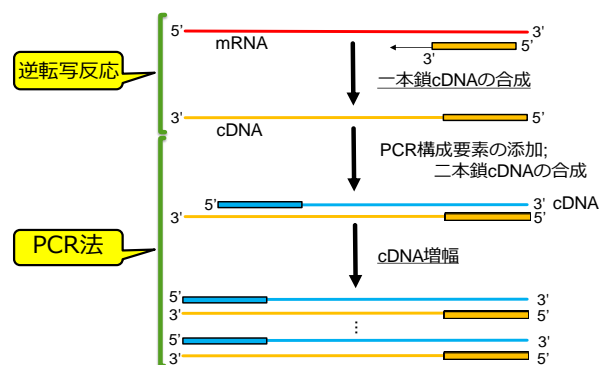 5' 3'
mRNA 5'
3'
逆転写反応
一本鎖cDNAの合成
3' 5'
cDNA
PCR構成要素の添加;
二本鎖cDNAの合成
5' 3' cDNA
3' 5'
PCR法
cDNA増幅
5' 3'
3' 5'
⋮
5' 3'
3' 5'